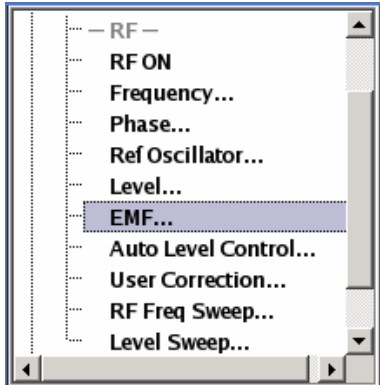 — RF —
RF ON
Frequency...
Phase...
Ref Oscillator...
Level...
EMF...
Auto Level Control...
User Correction...
RF Freq Sweep...
Level Sweep...